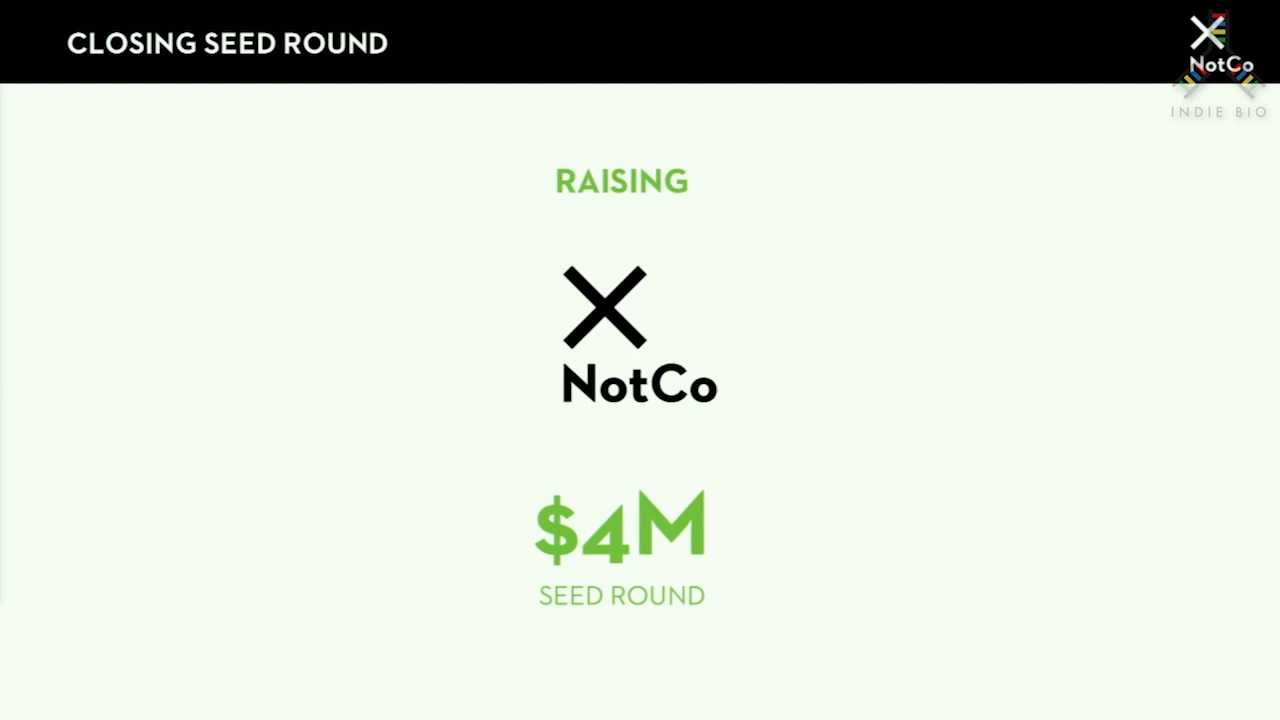 CLOSING SEED ROUND
NotCo
INDIE BIO
RAISING
NotCo
$4M
SEED ROUND